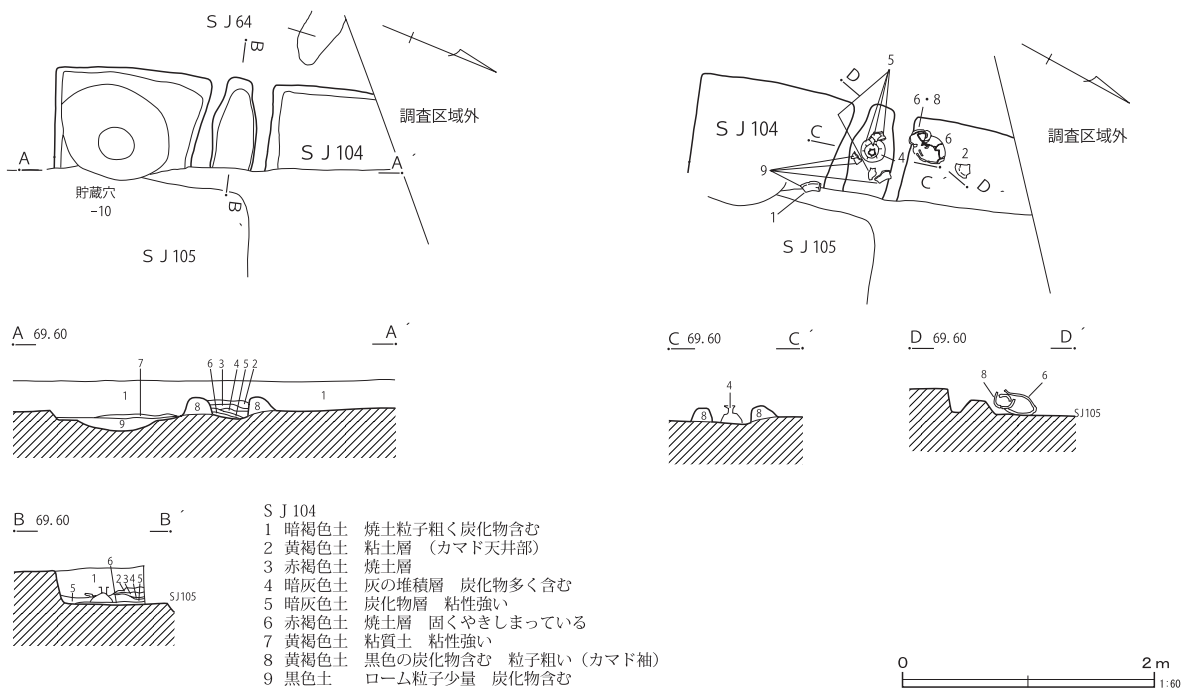 ＳＪ64
B
調査区域外
ＳＪ104
A
A´
貯蔵穴
−10
B´
ＳＪ105
5
D
6・8
ＳＪ104
C
6
調査区域外
4
2
9
C´
D´
1
ＳＪ105
A 69.60 A´
7 6 3 4 5 2
1 1
8 8
9
C 69.60 C´
4
8 8
D 69.60 D´
8 6
SJ105
B 69.60 B´
6
1 2 3 4 5
5
SJ105
ＳＪ104
1 暗褐色土 焼土粒子粗く炭化物含む
2 黄褐色土 粘土層 （カマド天井部）
3 赤褐色土 焼土層
4 暗灰色土 灰の堆積層 炭化物多く含む
5 暗灰色土 炭化物層 粘性強い
6 赤褐色土 焼土層 固くやきしまっている
7 黄褐色土 粘質土 粘性強い
8 黄褐色土 黒色の炭化物含む 粒子粗い（カマド袖）
9 黒色土 ローム粒子少量 炭化物含む
0 2m
1:60